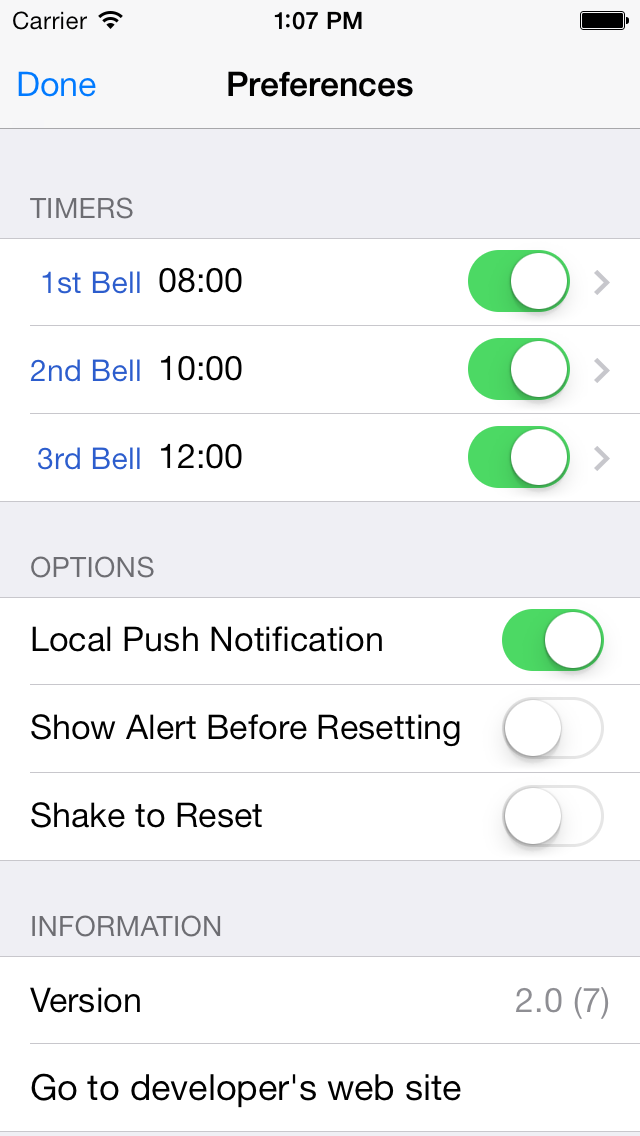 Carrier 1:07 PM
Done Preferences
TIMERS
1st Bell 08:00
2nd Bell 10:00
3rd Bell 12:00
OPTIONS
Local Push Notification
Show Alert Before Resetting
Shake to Reset
INFORMATION
Version 2.0 (7)
Go to developer's web site